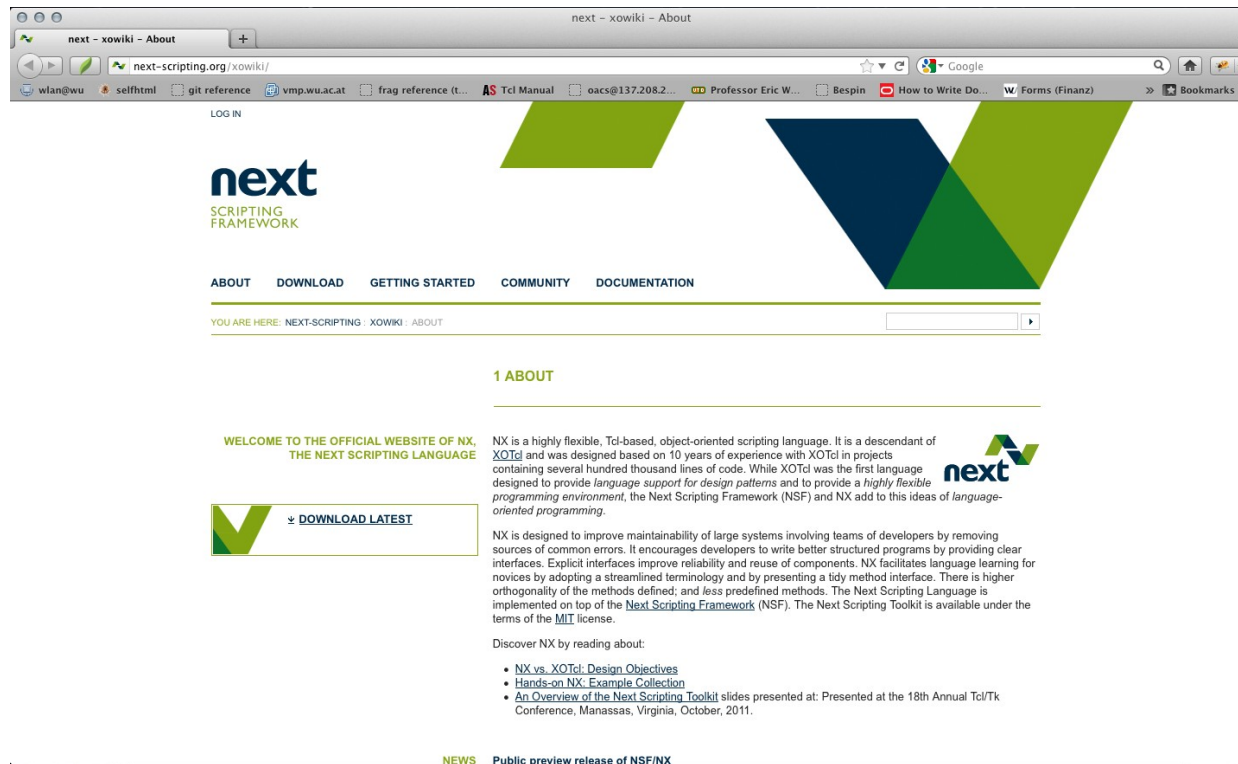 next – xowiki – About
next – xowiki – About
+
next-scripting.org/xowiki/
Google
wlan@wu selfhtml git reference vmp.wu.ac.at frag reference (t... AS Tcl Manual oacs@137.208.2... Professor Eric W... Bespin How to Write Do... W/ Forms (Finanz) » Bookmarks
LOG IN
next
SCRIPTING
FRAMEWORK
ABOUT DOWNLOAD GETTING STARTED COMMUNITY DOCUMENTATION
YOU ARE HERE: NEXT-SCRIPTING : XOWIKI : ABOUT
1 ABOUT
WELCOME TO THE OFFICIAL WEBSITE OF NX,
THE NEXT SCRIPTING LANGUAGE
DOWNLOAD LATEST
NX is a highly flexible, Tcl-based, object-oriented scripting language. It is a descendant of
XOTcl and was designed based on 10 years of experience with XOTcl in projects
containing several hundred thousand lines of code. While XOTcl was the first language
designed to provide language support for design patterns and to provide a highly flexible
programming environment, the Next Scripting Framework (NSF) and NX add to this ideas of language-
oriented programming.
next
NX is designed to improve maintainability of large systems involving teams of developers by removing
sources of common errors. It encourages developers to write better structured programs by providing clear
interfaces. Explicit interfaces improve reliability and reuse of components. NX facilitates language learning for
novices by adopting a streamlined terminology and by presenting a tidy method interface. There is higher
orthogonality of the methods defined; and less predefined methods. The Next Scripting Language is
implemented on top of the Next Scripting Framework (NSF). The Next Scripting Toolkit is available under the
terms of the MIT license.
Discover NX by reading about:
• NX vs. XOTcl: Design Objectives
• Hands-on NX: Example Collection
• An Overview of the Next Scripting Toolkit slides presented at: Presented at the 18th Annual Tcl/Tk
Conference, Manassas, Virginia, October, 2011.
NEWS
Public preview release of NSF/NX